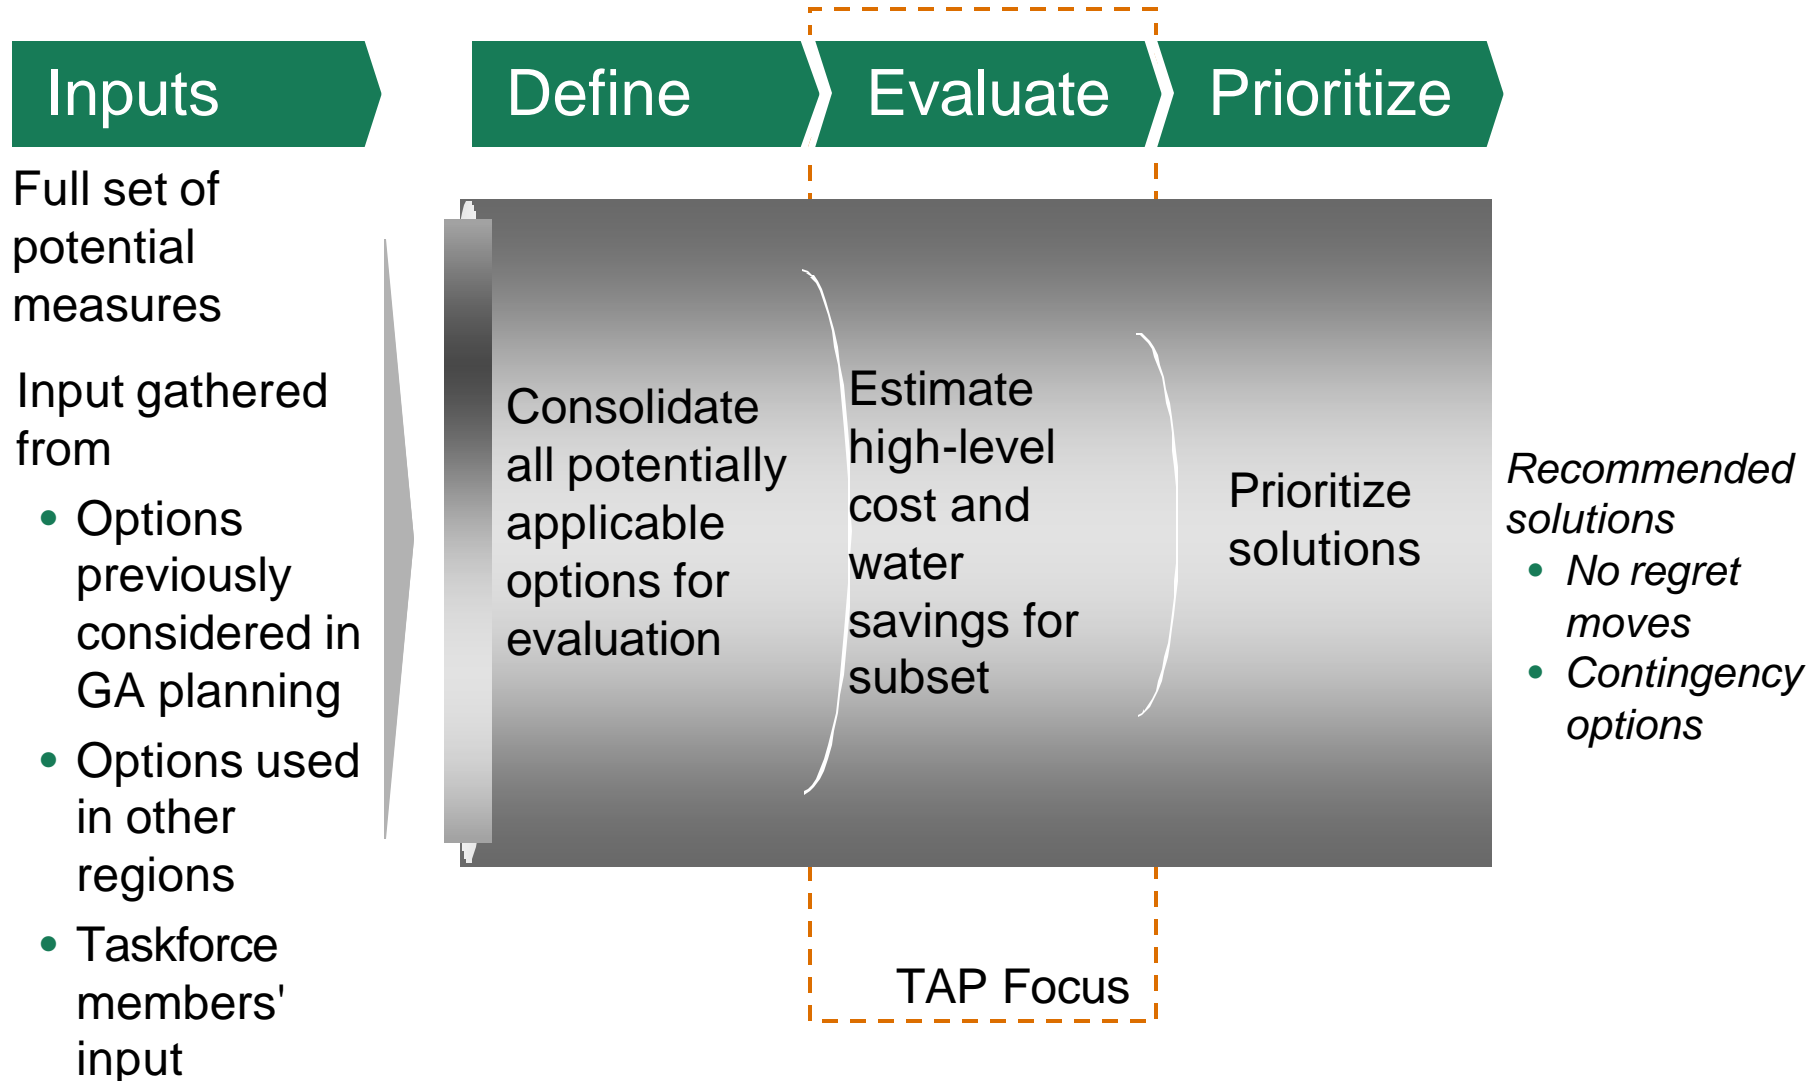 Inputs
Define
Evaluate
Prioritize
Full set of
potential
measures
Input gathered
from
• Options
previously
considered in
GA planning
• Options used
in other
regions
• Taskforce
members'
input
Consolidate
all potentially
applicable
options for
evaluation
Estimate
high-level
cost and
water
savings for
subset
Prioritize
solutions
Recommended
solutions
• No regret
moves
• Contingency
options
TAP Focus